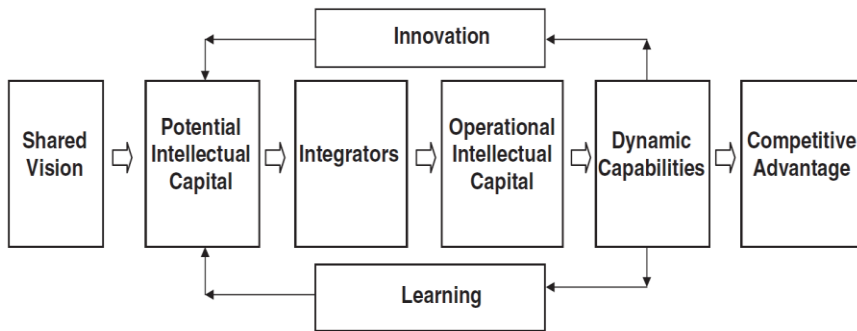 Innovation
Shared
Vision
Potential
Intellectual
Capital
Integrators
Operational
Intellectual
Capital
Dynamic
Capabilities
Competitive
Advantage
Learning